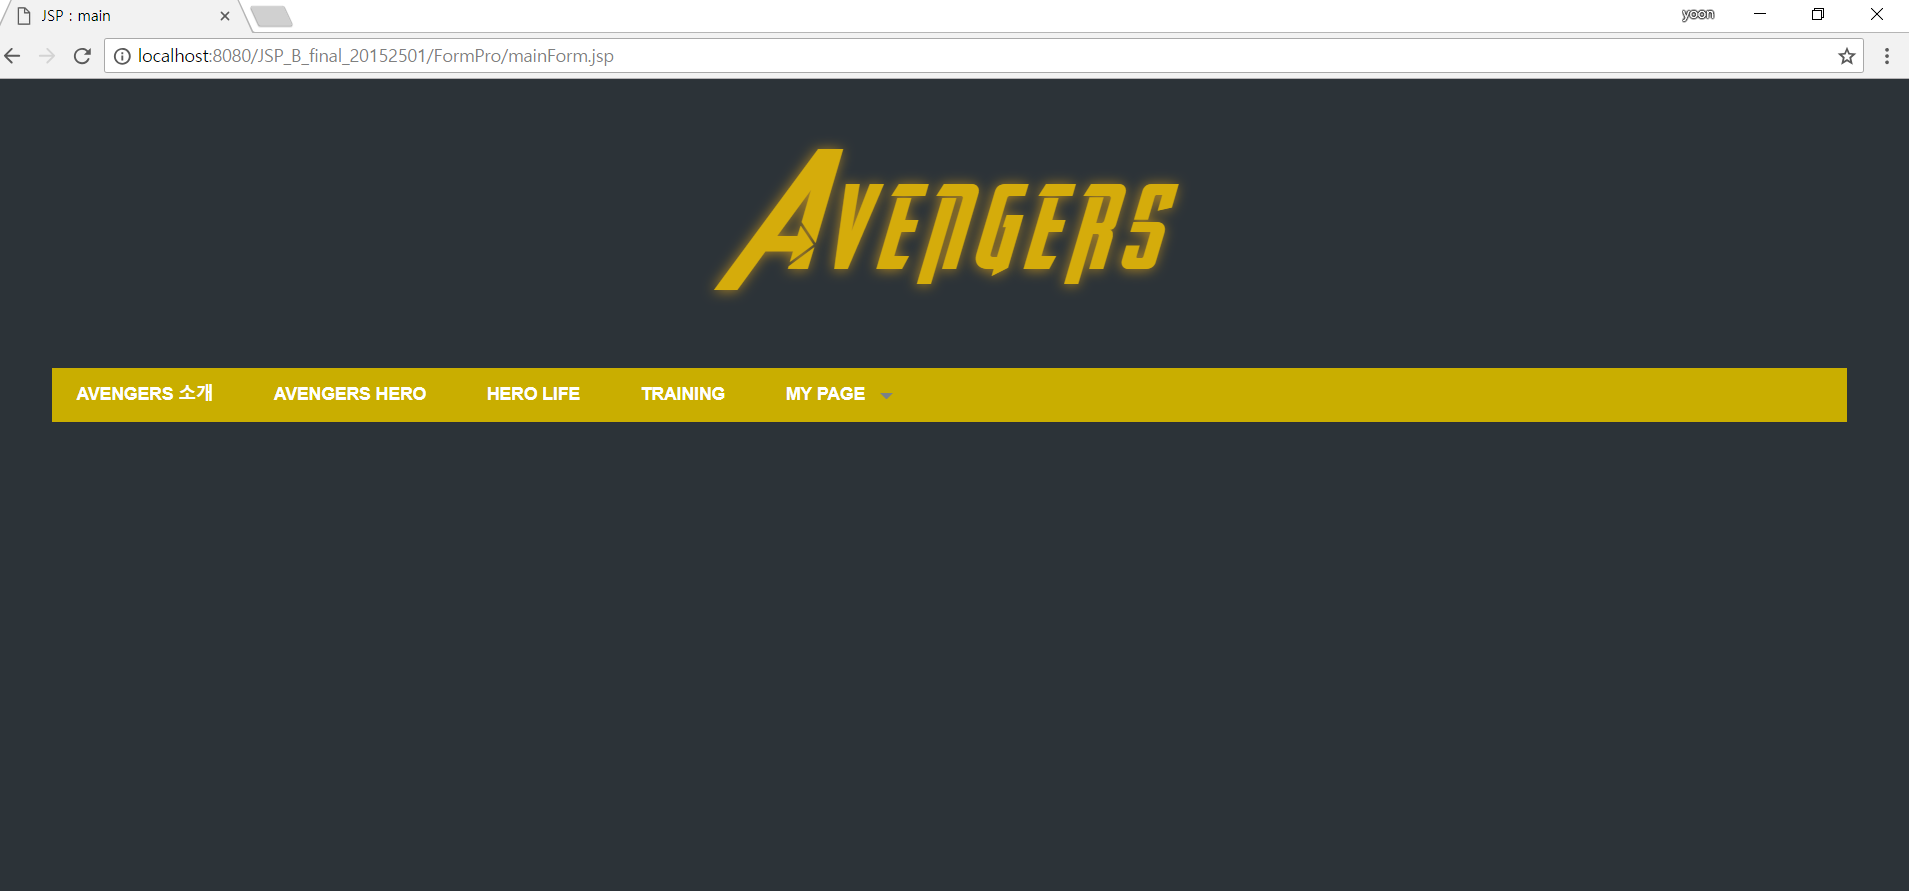 JSP : main
yoon
localhost:8080/JSP_B_final_20152501/FormPro/mainForm.jsp
AVENGERS
AVENGERS 소개 AVENGERS HERO HERO LIFE TRAINING MY PAGE